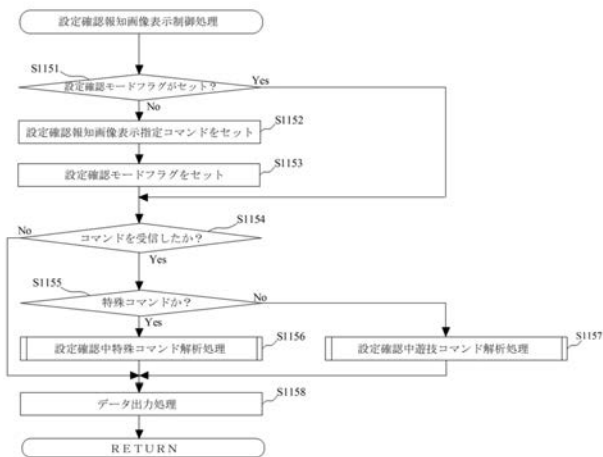 設定確認報知画像表示制御処理
S1151
設定確認モードフラグがセット?
Yes
No
設定確認報知画像表示指定コマンドをセット
S1152
設定確認モードフラグをセット
S1153
S1154
No
コマンドを受信したか?
Yes
S1155
特殊コマンドか?
No
Yes
設定確認中特殊コマンド解析処理
S1156
設定確認中遊技コマンド解析処理
S1157
データ出力処理
S1158
RETURN